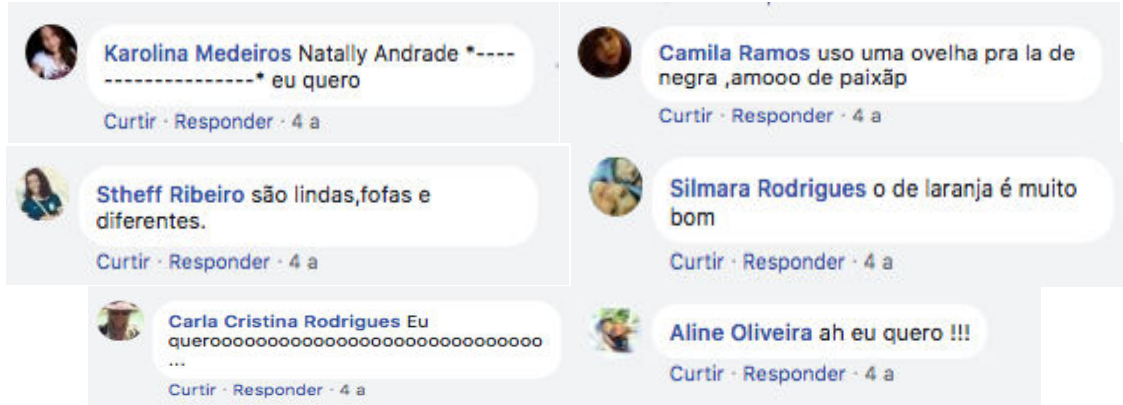 Karolina Medeiros Natally Andrade *----
------------------* eu quero
Curtir · Responder · 4 a
Camila Ramos uso uma ovelha pra la de
negra ,amooo de paixãp
Curtir · Responder · 4 a
Stheff Ribeiro são lindas,fofas e
diferentes.
Curtir · Responder · 4 a
Silmara Rodrigues o de laranja é muito
bom
Curtir · Responder · 4 a
Carla Cristina Rodrigues Eu
querooooooooooooooooooooooooooooo
...
Curtir · Responder · 4 a
Aline Oliveira ah eu quero !!!
Curtir · Responder · 4 a